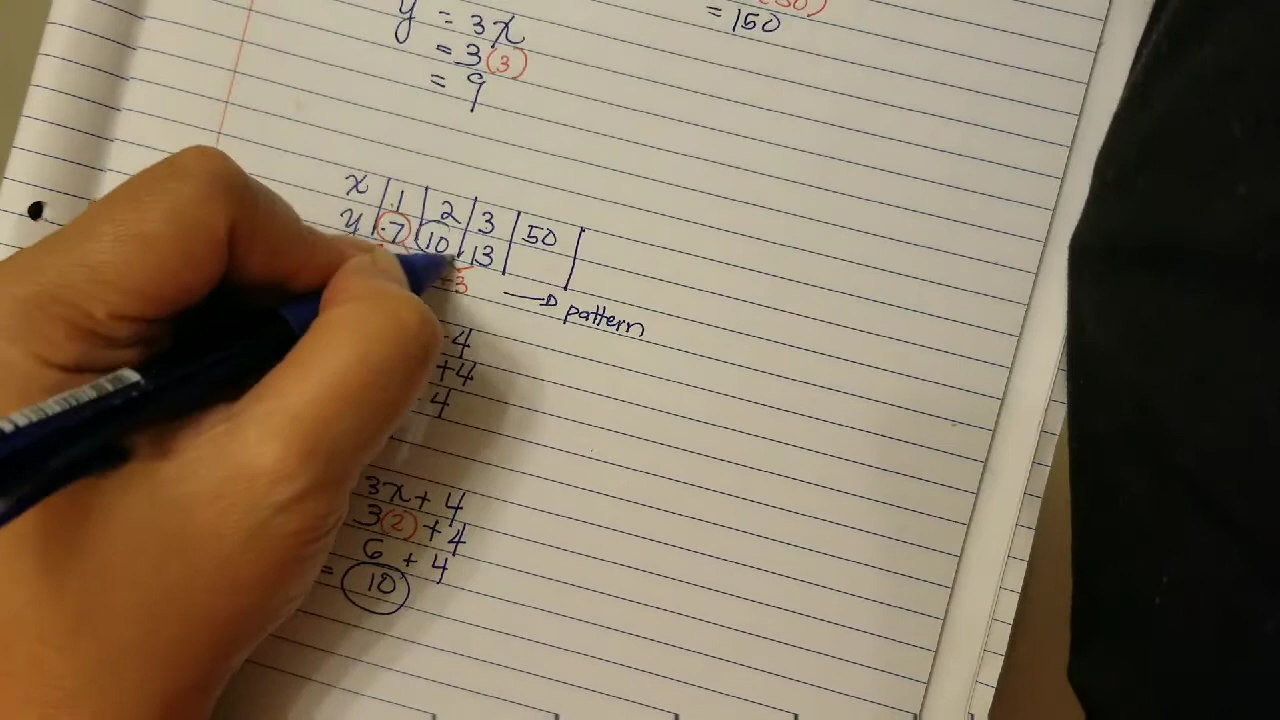 y = 3x
= 3(3)
= 9
= 150
x 1 2 3 50
y 7 10 13
+3
→ pattern
4
+4
4
3x + 4
3(2) + 4
6 + 4
= 10